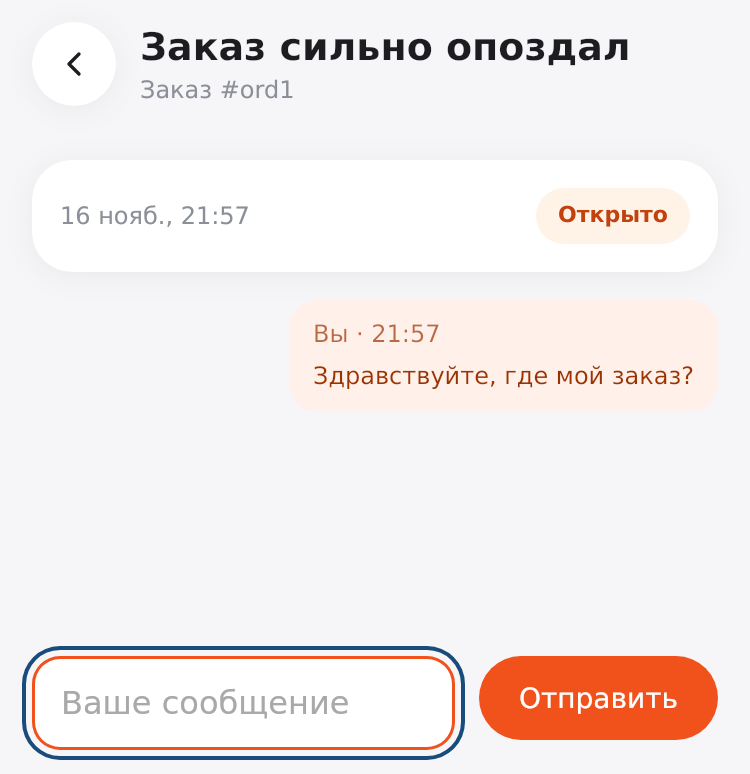 Заказ сильно опоздал
Заказ #ord1
16 нояб., 21:57
Открыто
Вы · 21:57
Здравствуйте, где мой заказ?
Ваше сообщение
Отправить